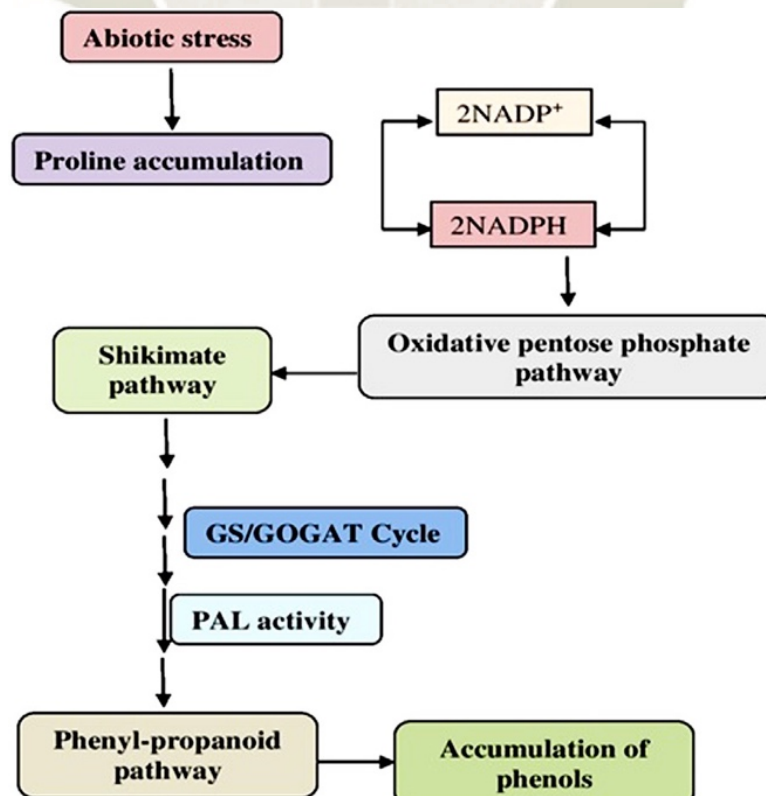 Abiotic stress
Proline accumulation
2NADP⁺
2NADPH
Oxidative pentose phosphate
pathway
Shikimate
pathway
GS/GOGAT Cycle
PAL activity
Phenyl-propanoid
pathway
Accumulation of
phenols